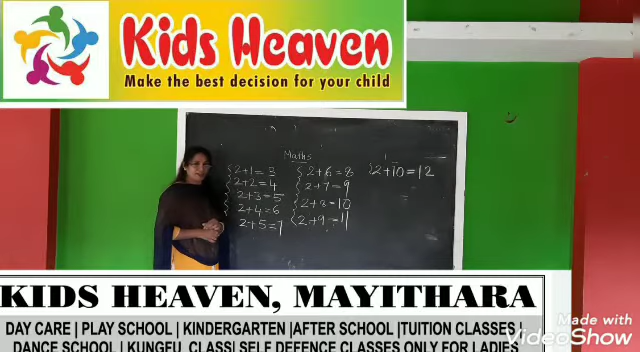 Kids Heaven
Make the best decision for your child
Maths
2+1=3
2+2=4
2+3=5
2+4=6
2+5=7
2+6=8
2+7=9
2+8=10
2+9=11
2+10=12
KIDS HEAVEN, MAYITHARA
DAY CARE | PLAY SCHOOL | KINDERGARTEN |AFTER SCHOOL |TUITION CLASSES |
DANCE SCHOOL | KUNGFU CLASS| SELF DEFENCE CLASSES ONLY FOR LADIES
Made with
VideoShow